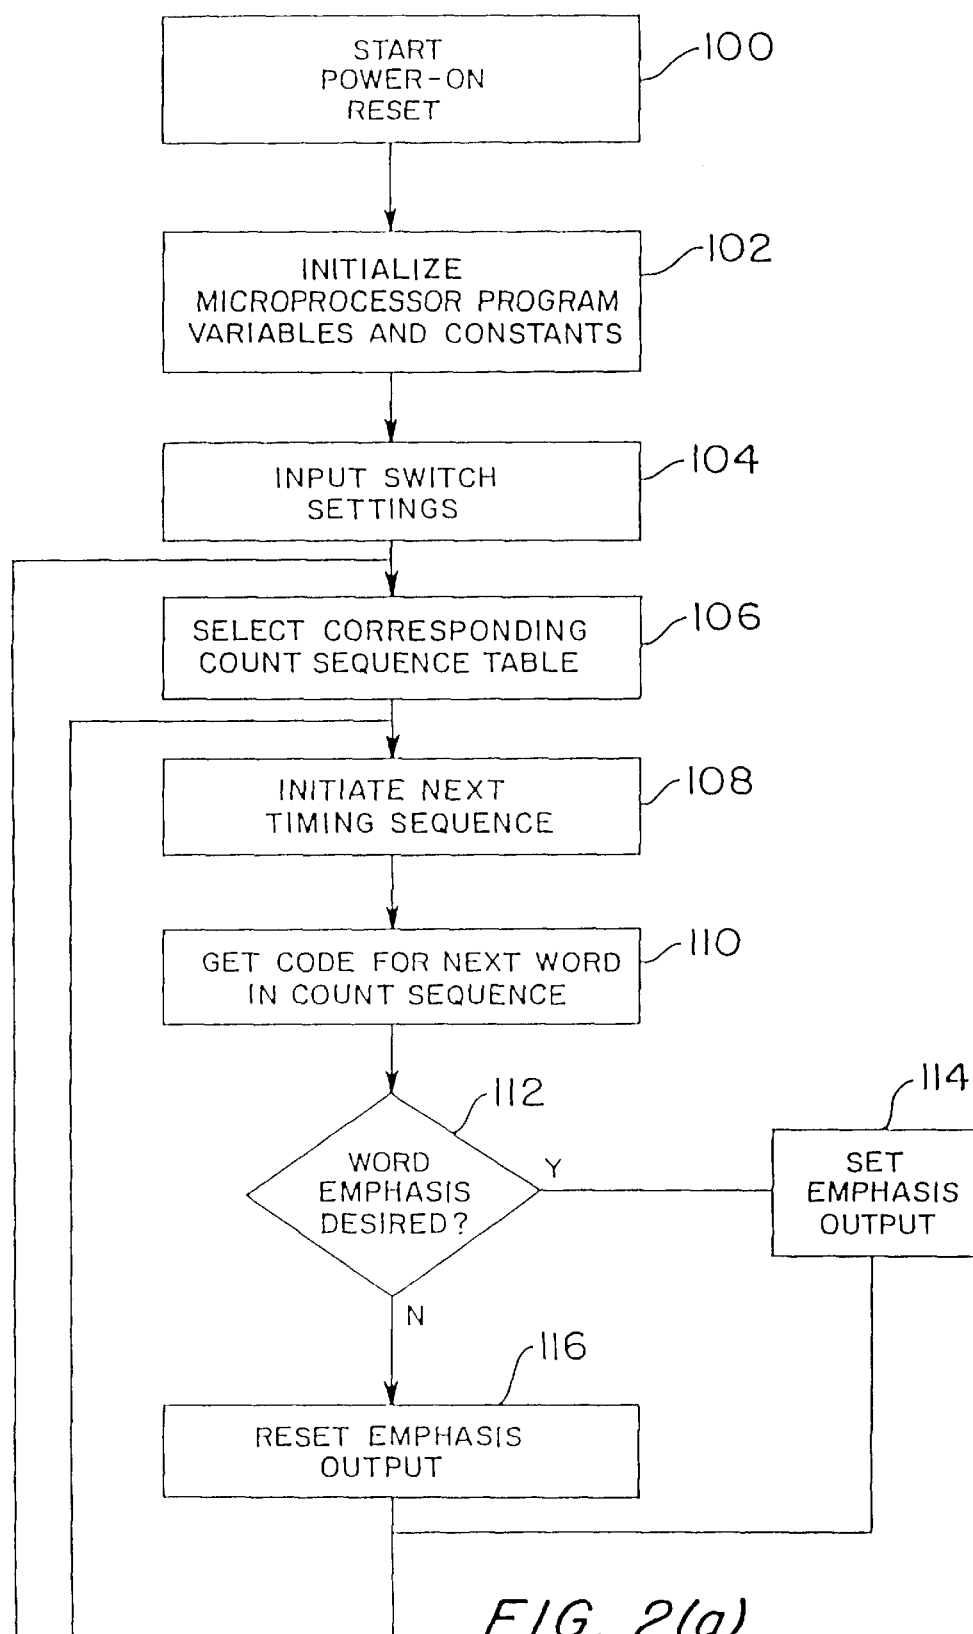 START
POWER-ON
RESET
100
INITIALIZE
MICROPROCESSOR PROGRAM
VARIABLES AND CONSTANTS
102
INPUT SWITCH
SETTINGS
104
SELECT CORRESPONDING
COUNT SEQUENCE TABLE
106
INITIATE NEXT
TIMING SEQUENCE
108
GET CODE FOR NEXT WORD
IN COUNT SEQUENCE
110
WORD
EMPHASIS
DESIRED?
112
Y
SET
EMPHASIS
OUTPUT
114
N
RESET EMPHASIS
OUTPUT
116
FIG. 2(a)